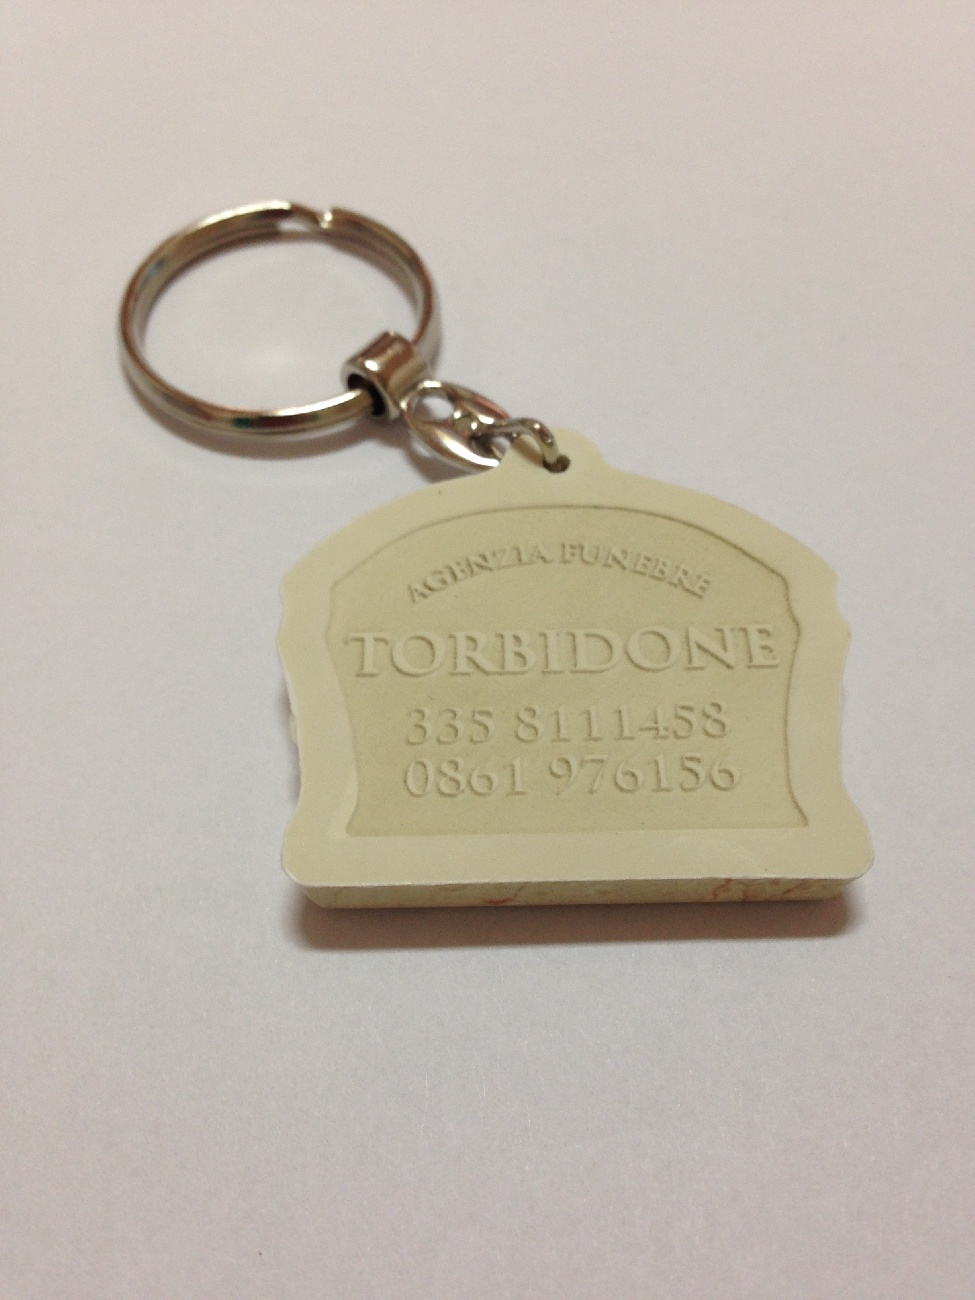 AGENZIA FUNEBRE
TORBIDONE
335 8111458
0861 976156